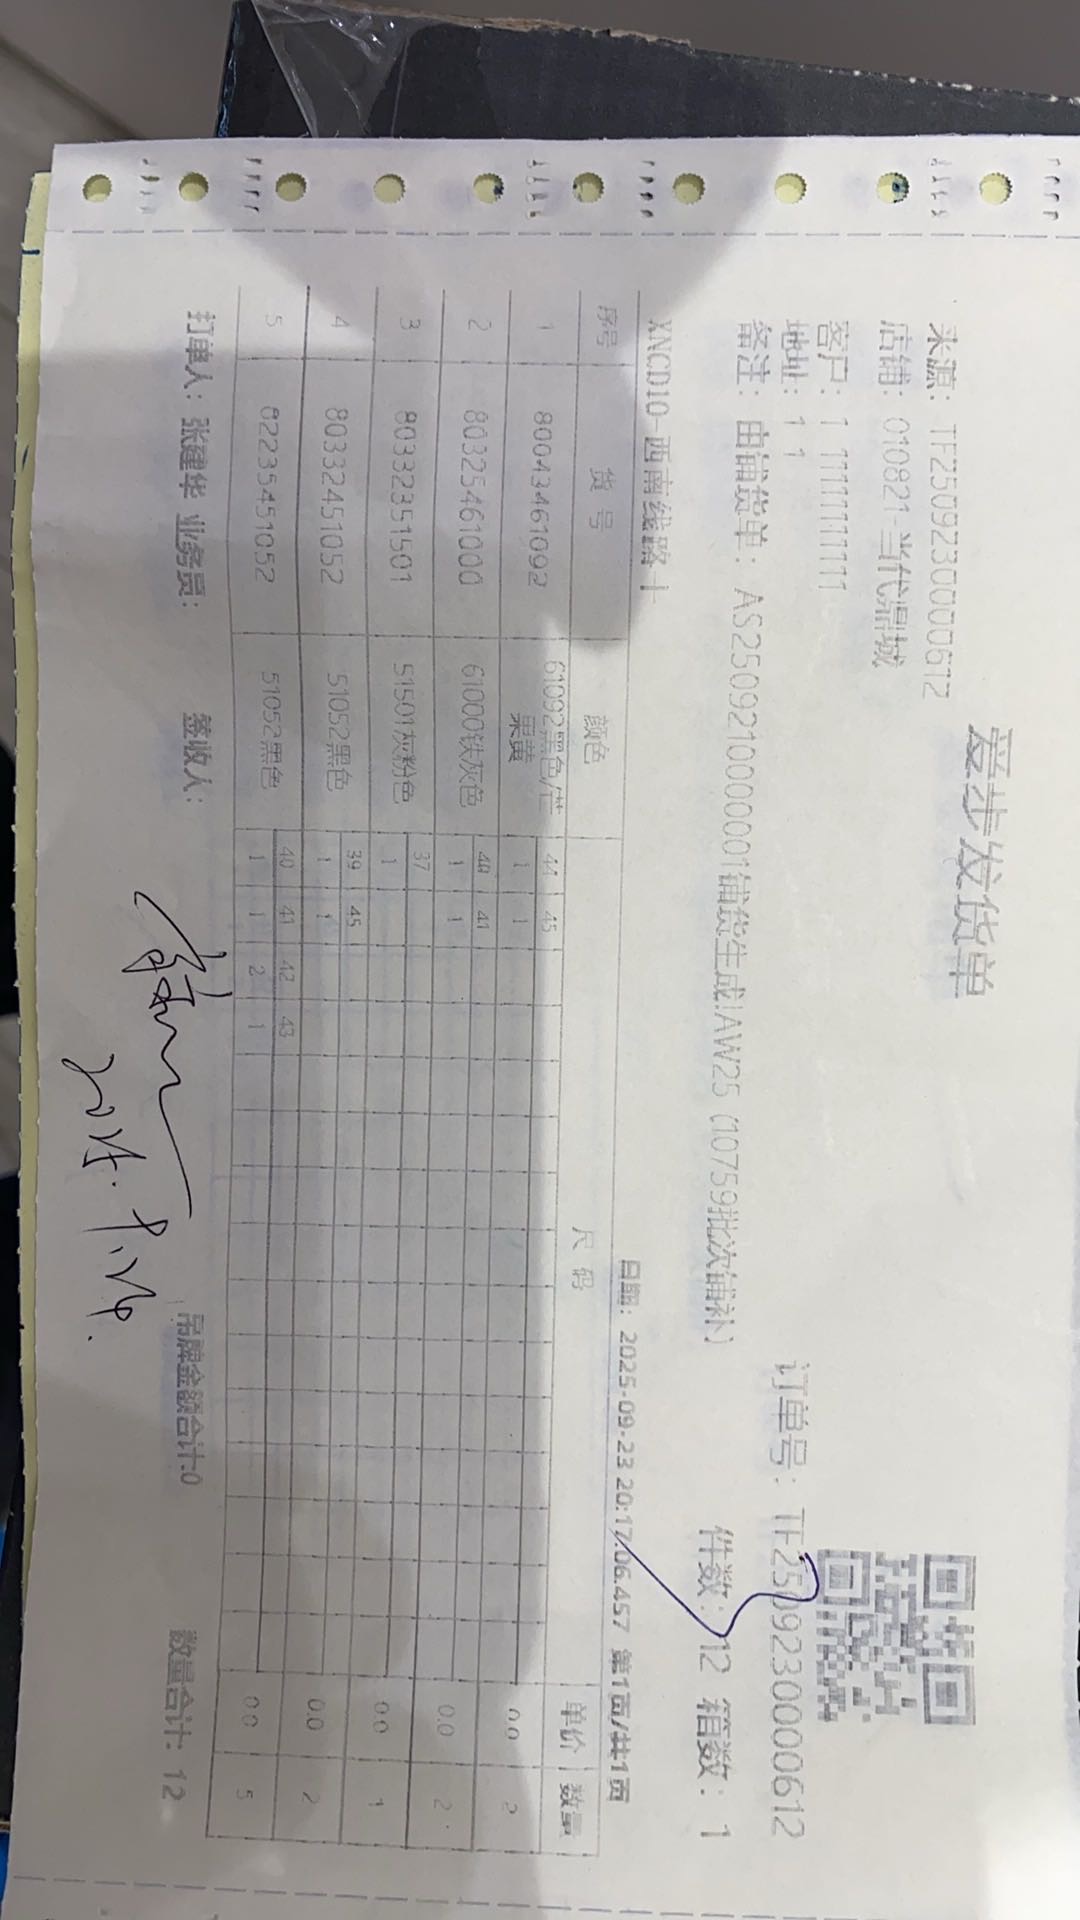 爱步发货单
来源：TF2509230000612
店铺：010821-当代鼎城
客户：1 11111111111
地址：1 1
订单号：TF2509230000612
备注：由铺货单：AS2509210000001铺货生成!AW25 (10759批次铺补)
件数：12 箱数：1
XNCD10-西南线路十
日期：2025-09-23 20:17:06.457 第1页/共1页
序号 货号 颜色 尺码 单价 数量
1 80043461092 61092黑色/芒果黄 44 45 0.0 2
1 1
2 80325461000 61000铁灰色 40 41 0.0 2
1 1
3 80332351501 51501灰粉色 37 0.0 1
1
4 80332451052 51052黑色 39 45 0.0 2
1 1
5 82235451052 51052黑色 40 41 42 43 0.0 5
1 1 2 1
打单人：张建华 业务员： 签收人： 吊牌金额合计:0 数量合计：12